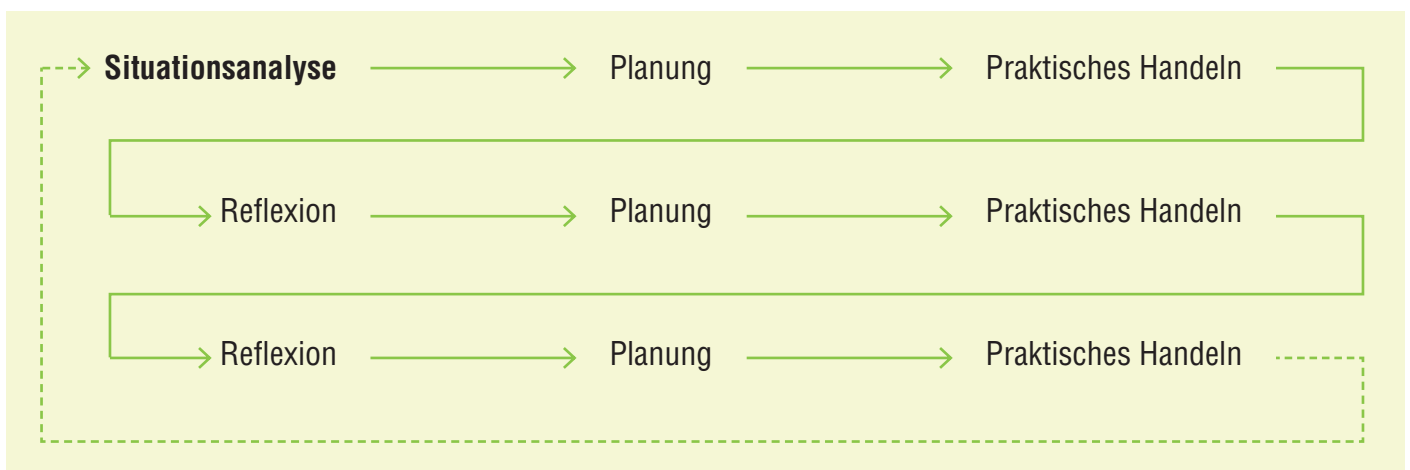 Situationsanalyse Planung Praktisches Handeln
Reflexion Planung Praktisches Handeln
Reflexion Planung Praktisches Handeln